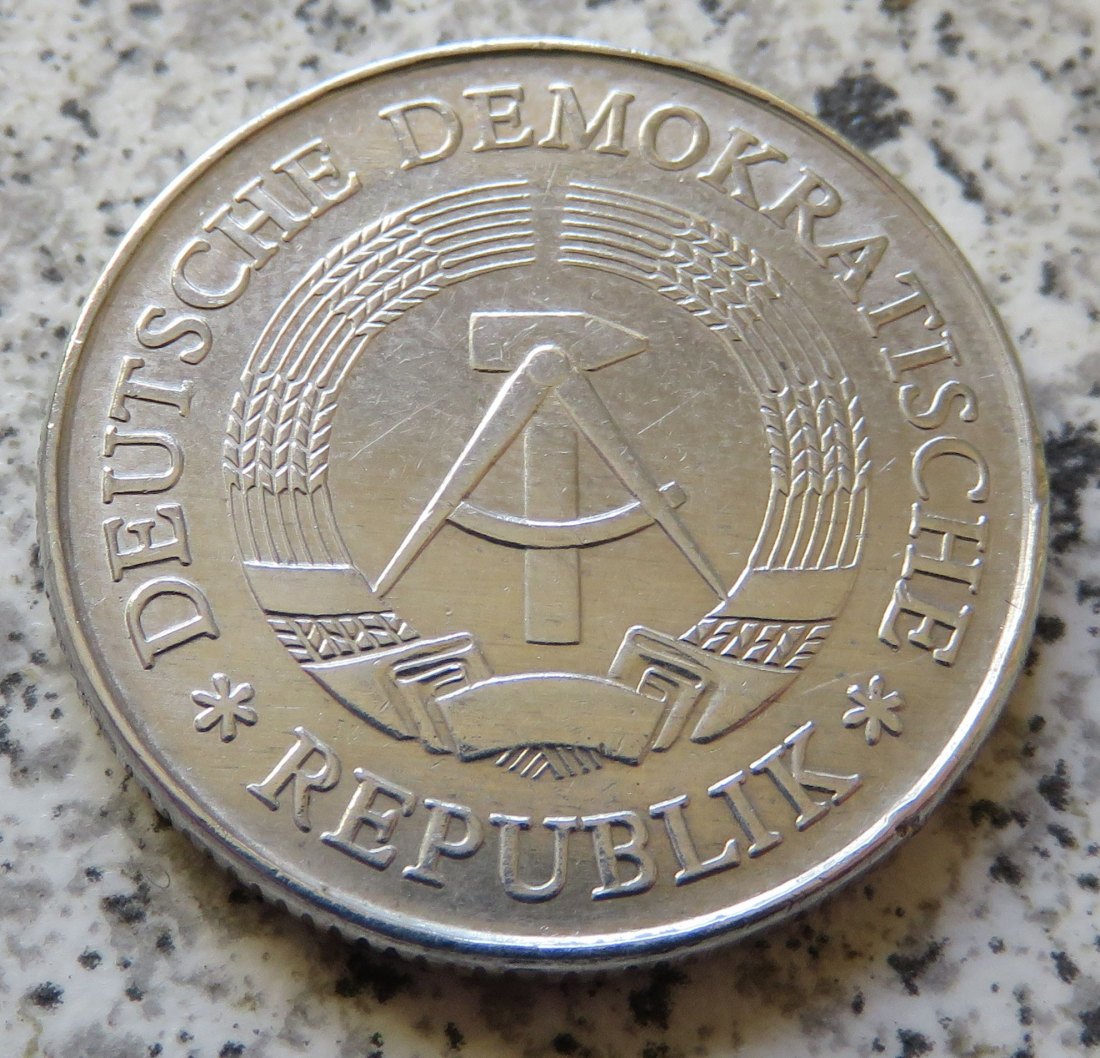 DEUTSCHE DEMOKRATISCHE
* REPUBLIK *